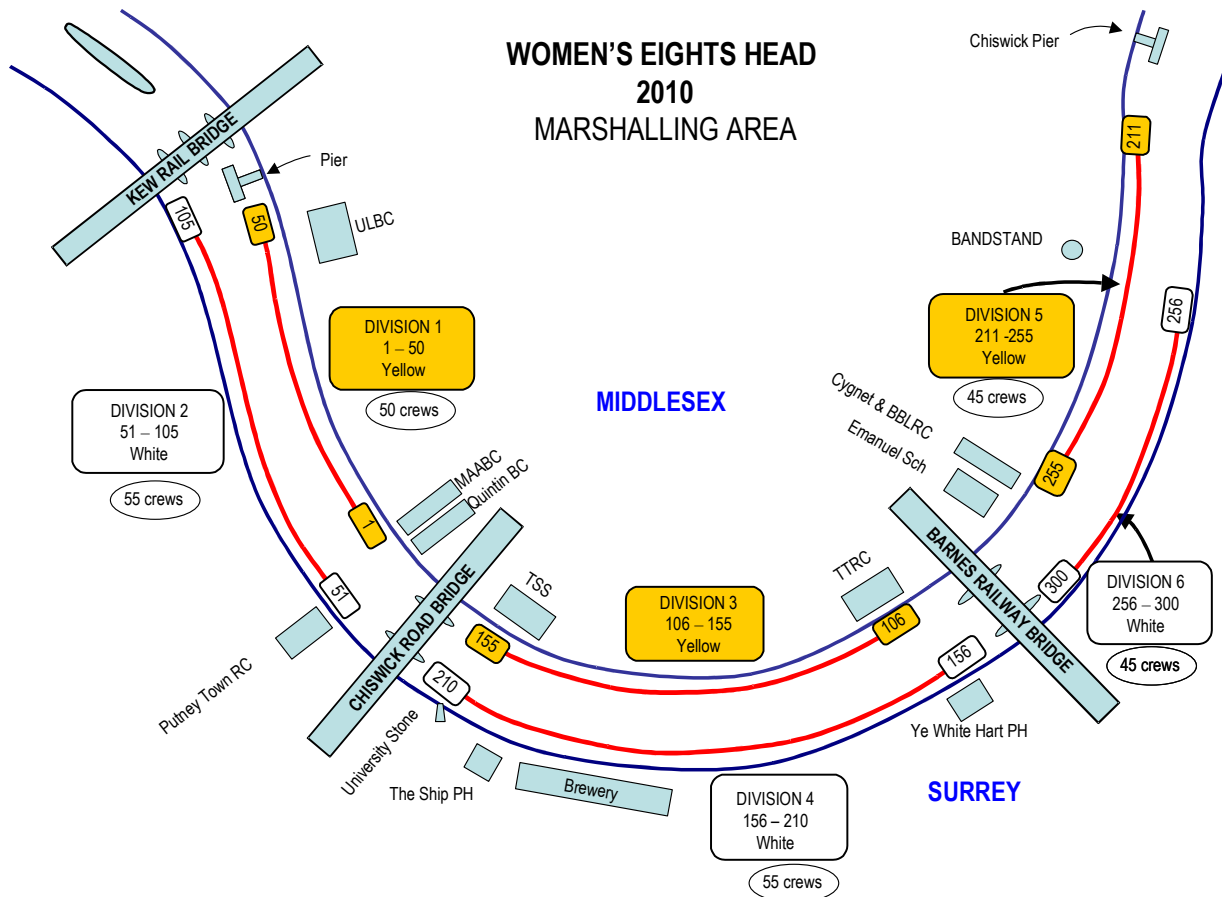 WOMEN'S EIGHTS HEAD
2010
MARSHALLING AREA
Chiswick Pier
KEW RAIL BRIDGE
Pier
ULBC
105
50
211
BANDSTAND
256
DIVISION 1
1 – 50
Yellow
50 crews
DIVISION 5
211 -255
Yellow
45 crews
DIVISION 2
51 – 105
White
55 crews
MIDDLESEX
Cygnet & BBLRC
Emanuel Sch
MAABC
Quintin BC
255
1
51
CHISWICK ROAD BRIDGE
TSS
TTRC
BARNES RAILWAY BRIDGE
300
DIVISION 6
256 – 300
White
45 crews
DIVISION 3
106 – 155
Yellow
155
106
156
210
Putney Town RC
University Stone
The Ship PH
Brewery
Ye White Hart PH
SURREY
DIVISION 4
156 – 210
White
55 crews